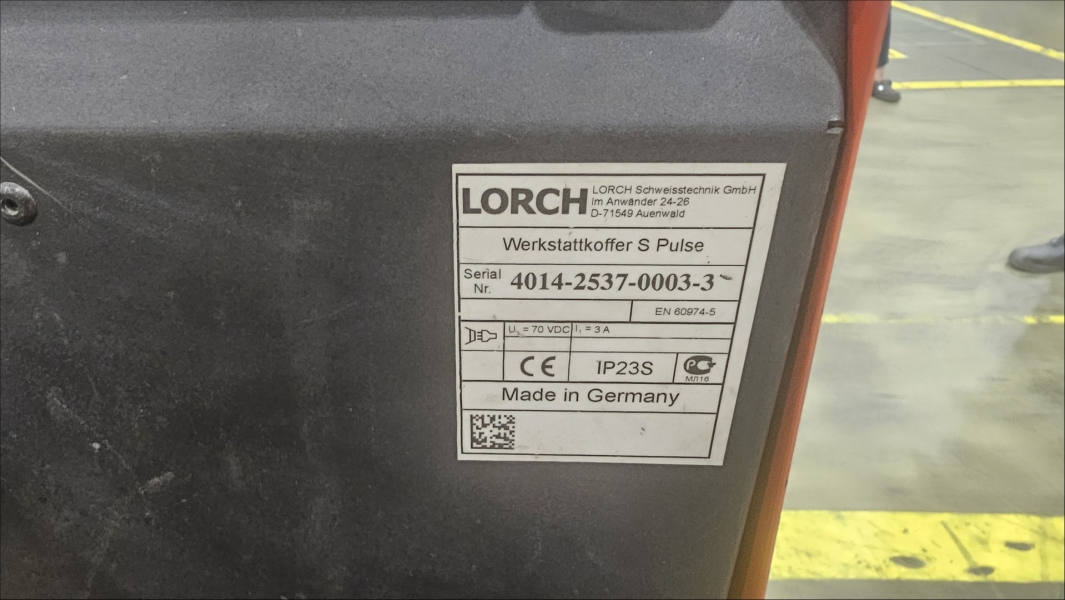 LORCH
LORCH Schweisstechnik GmbH
Im Anwänder 24-26
D-71549 Auenwald
Werkstattkoffer S Pulse
Serial Nr. 4014-2537-0003-3
EN 60974-5
U₁ = 70 VDC I₁ = 3 A
CE IP23S
МЛ16
Made in Germany